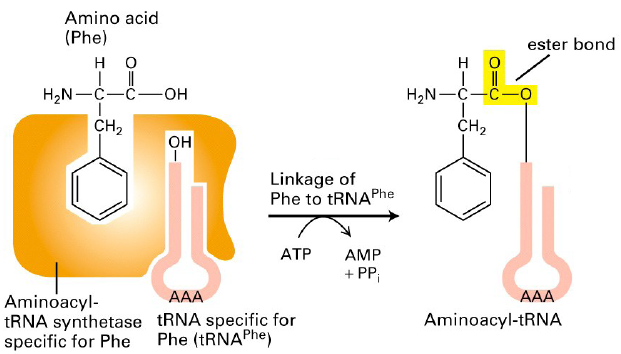 Amino acid
(Phe)
H O
H₂N—C—C—OH
CH₂
OH
Aminoacyl-
tRNA synthetase
specific for Phe
AAA
tRNA specific for
Phe (tRNAᴾʰᵉ)
Linkage of
Phe to tRNAᴾʰᵉ
ATP
AMP
+ PPᵢ
ester bond
H O
H₂N—C—C—O
CH₂
AAA
Aminoacyl-tRNA